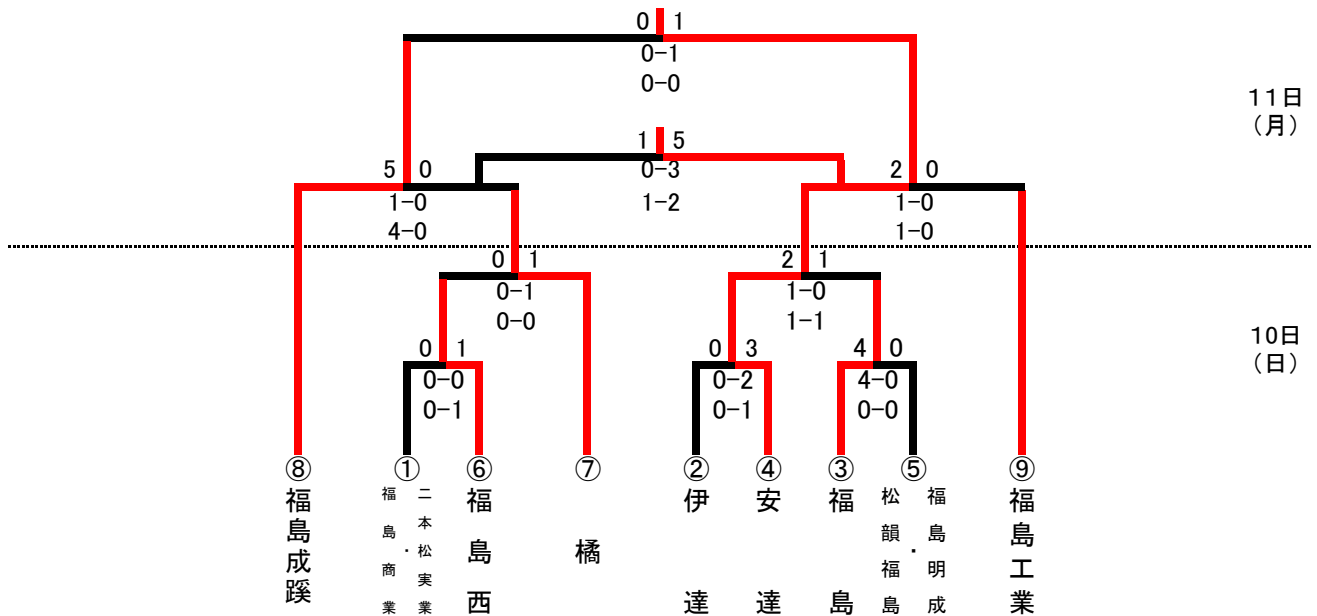 0 1
0-1
0-0
11日
(月)
1 5
0-3
1-2
5 0
1-0
4-0
2 0
1-0
1-0
0 1
0-1
0-0
2 1
1-0
1-1
10日
(日)
0 1
0-0
0-1
0 3
0-2
0-1
4 0
4-0
0-0
⑧
福島成蹊
①
二本松実業・
福島商業
⑥
福島西
⑦
橘
②
伊達
④
安達
③
福島
⑤
福島明成・
松韻福島
⑨
福島工業